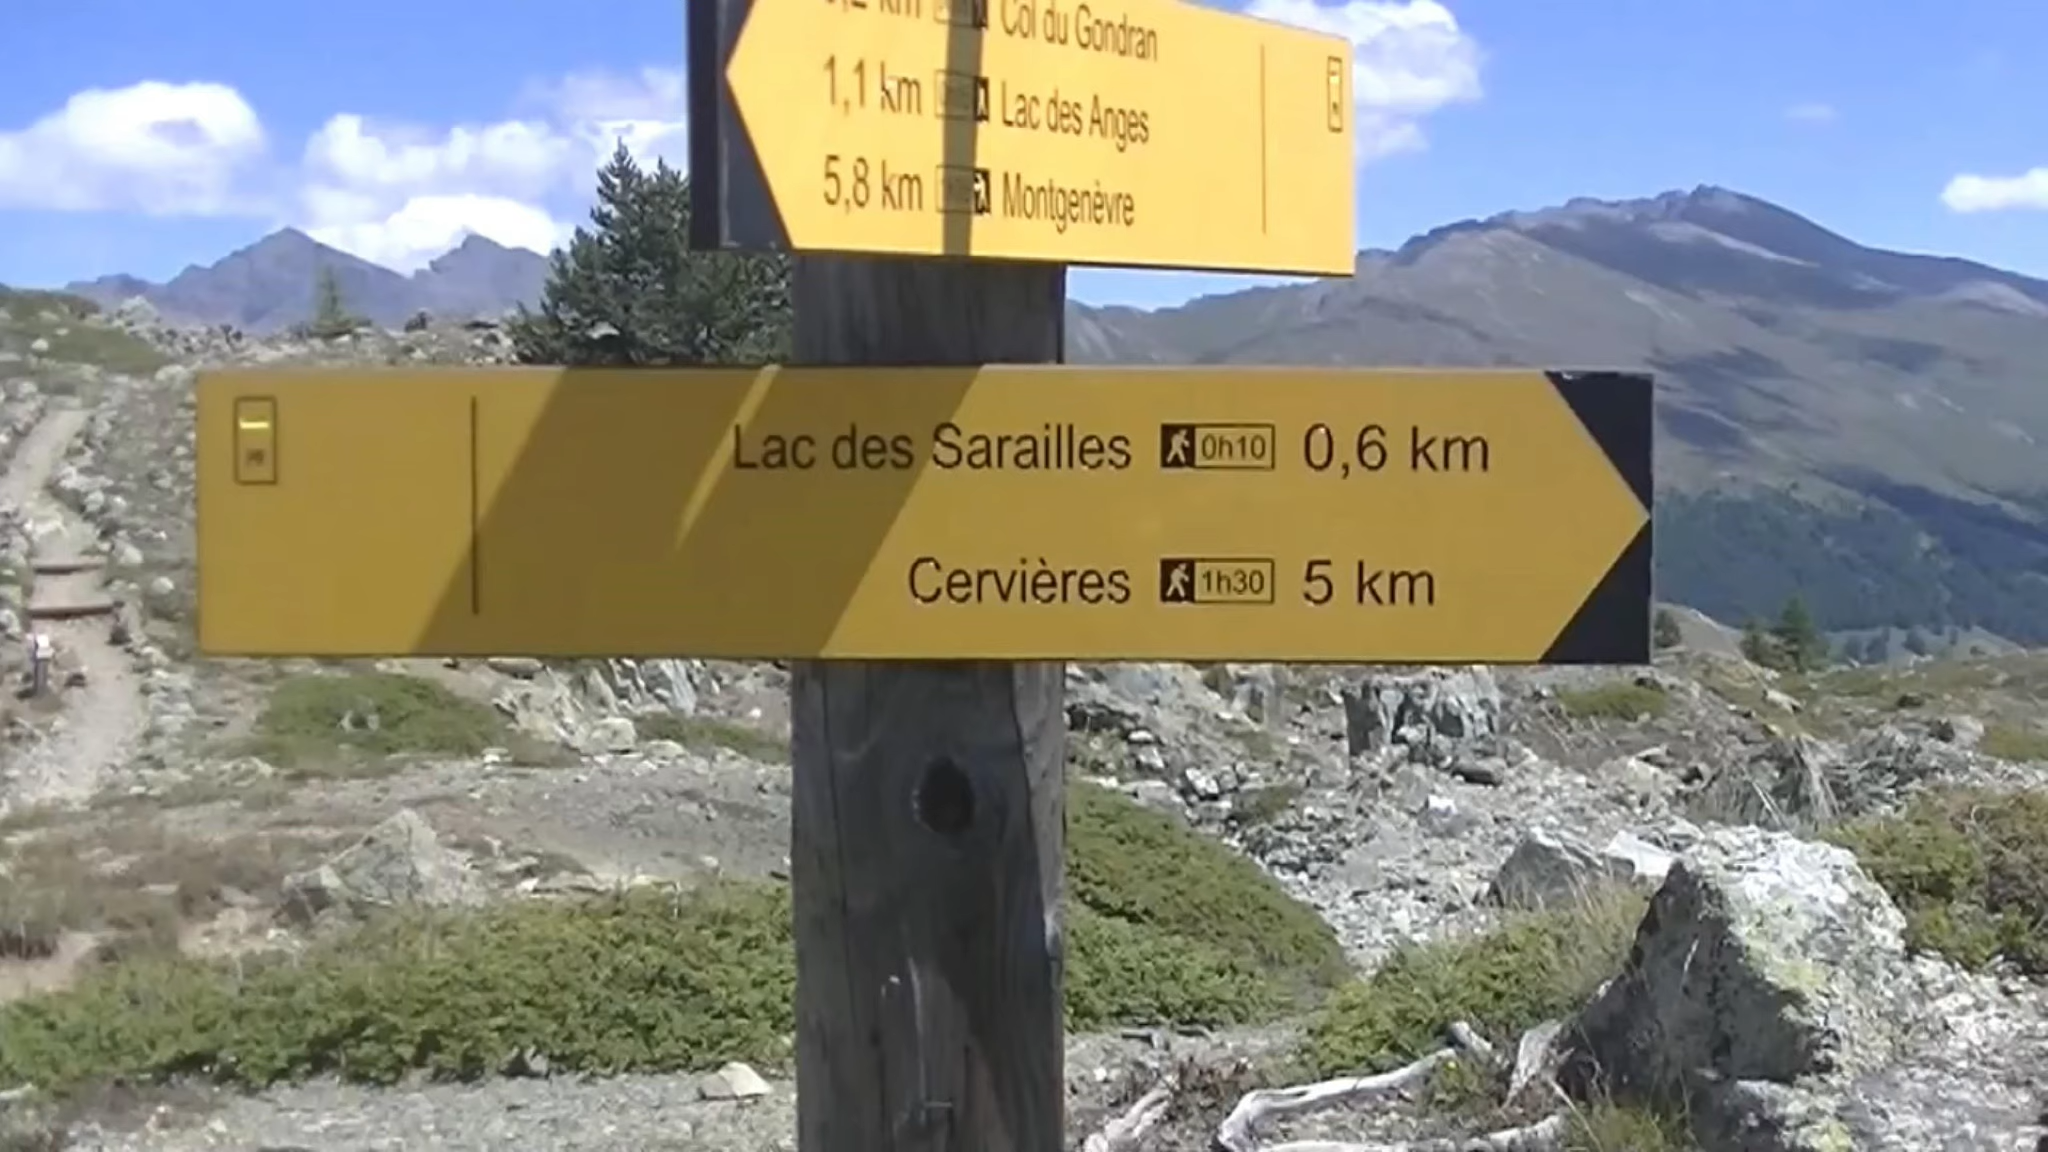 km Col du Gondran
1,1 km Lac des Anges
5,8 km Montgenèvre
Lac des Sarailles 0h10 0,6 km
Cervières 1h30 5 km